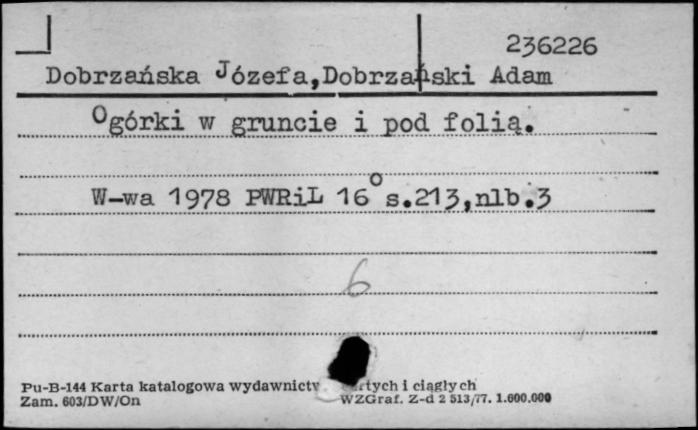 236226
Dobrzańska Józefa,Dobrzański Adam
Ogórki w gruncie i pod folią.
W-wa 1978 PWRiL 16° s.213,nlb.3
6
Pu-B-144 Karta katalogowa wydawnictw i ciągłych
Zam. 603/DW/On WZGraf. Z-d 2 513/77. 1.600.000